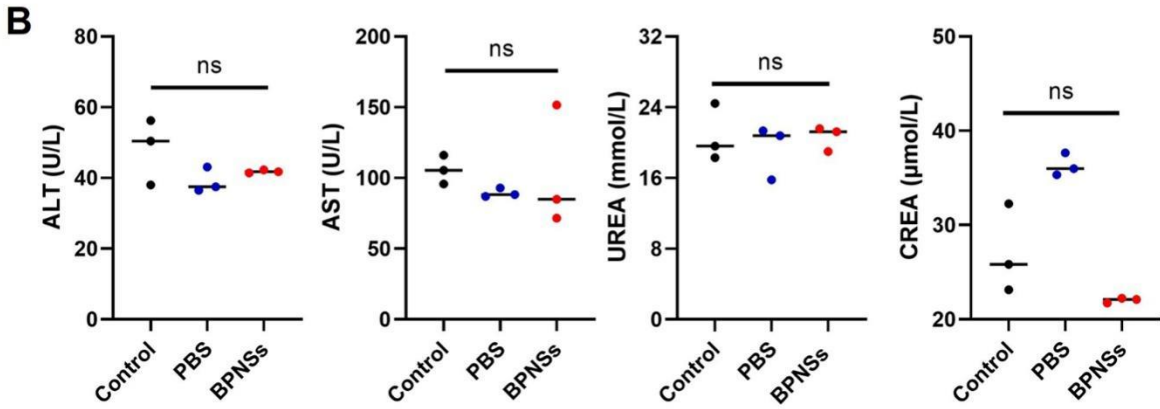 B
80
60
40
20
0
ALT (U/L)
ns
Control
PBS
BPNSs
200
150
100
50
0
AST (U/L)
ns
Control
PBS
BPNSs
32
24
16
8
0
UREA (mmol/L)
ns
Control
PBS
BPNSs
50
40
30
20
CREA (μmol/L)
ns
Control
PBS
BPNSs